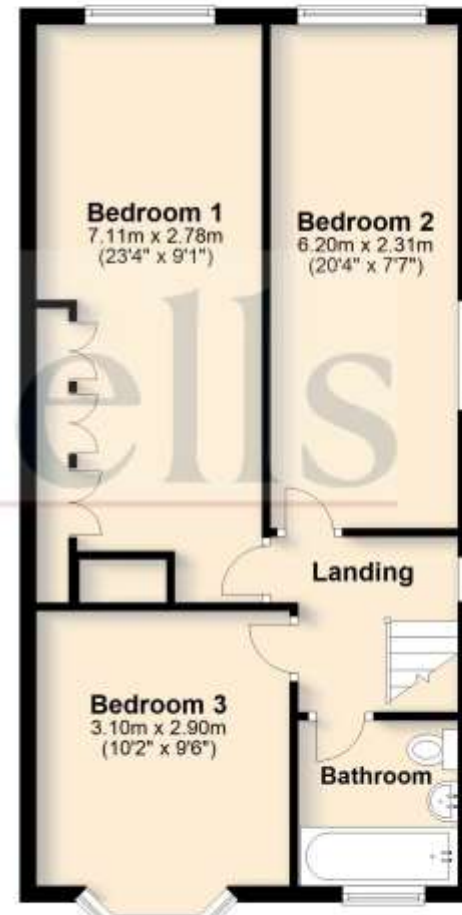 Bedroom 1
7.11m x 2.78m
(23'4" x 9'1")
Bedroom 2
6.20m x 2.31m
(20'4" x 7'7")
ells
Landing
Bedroom 3
3.10m x 2.90m
(10'2" x 9'6")
Bathroom